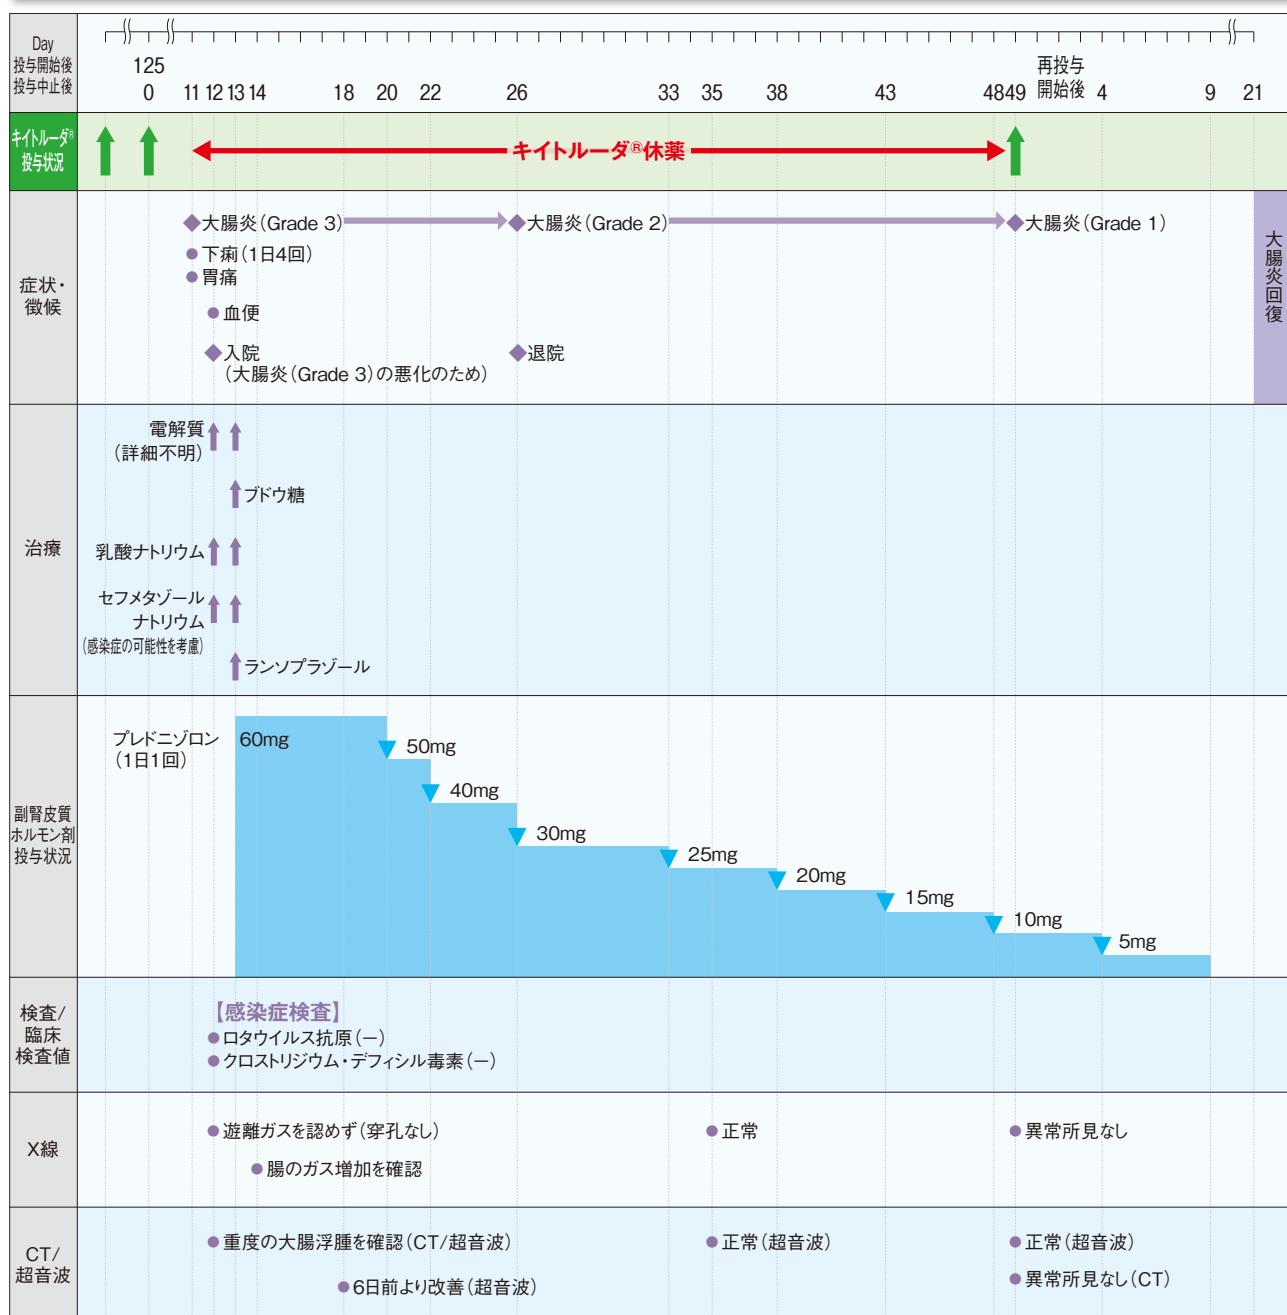 Day
投与開始後
投与中止後
125
0
11
12
13
14
18
20
22
26
33
35
38
43
48
49
再投与
開始後
4
9
21
キイトルーダ®
投与状況
キイトルーダ®休薬
症状・
徴候
大腸炎（Grade 3）
大腸炎（Grade 2）
大腸炎（Grade 1）
下痢（1日4回）
胃痛
血便
入院
（大腸炎（Grade 3）の悪化のため）
退院
大腸炎回復
治療
電解質
（詳細不明）
ブドウ糖
乳酸ナトリウム
セフメタゾール
ナトリウム
（感染症の可能性を考慮）
ランソプラゾール
副腎皮質
ホルモン剤
投与状況
プレドニゾロン
（1日1回）
60mg
50mg
40mg
30mg
25mg
20mg
15mg
10mg
5mg
検査/
臨床
検査値
【感染症検査】
ロタウイルス抗原（−）
クロストリジウム・デフィシル毒素（−）
X線
遊離ガスを認めず（穿孔なし）
正常
異常所見なし
腸のガス増加を確認
CT/
超音波
重度の大腸浮腫を確認（CT/超音波）
正常（超音波）
正常（超音波）
6日前より改善（超音波）
異常所見なし（CT）